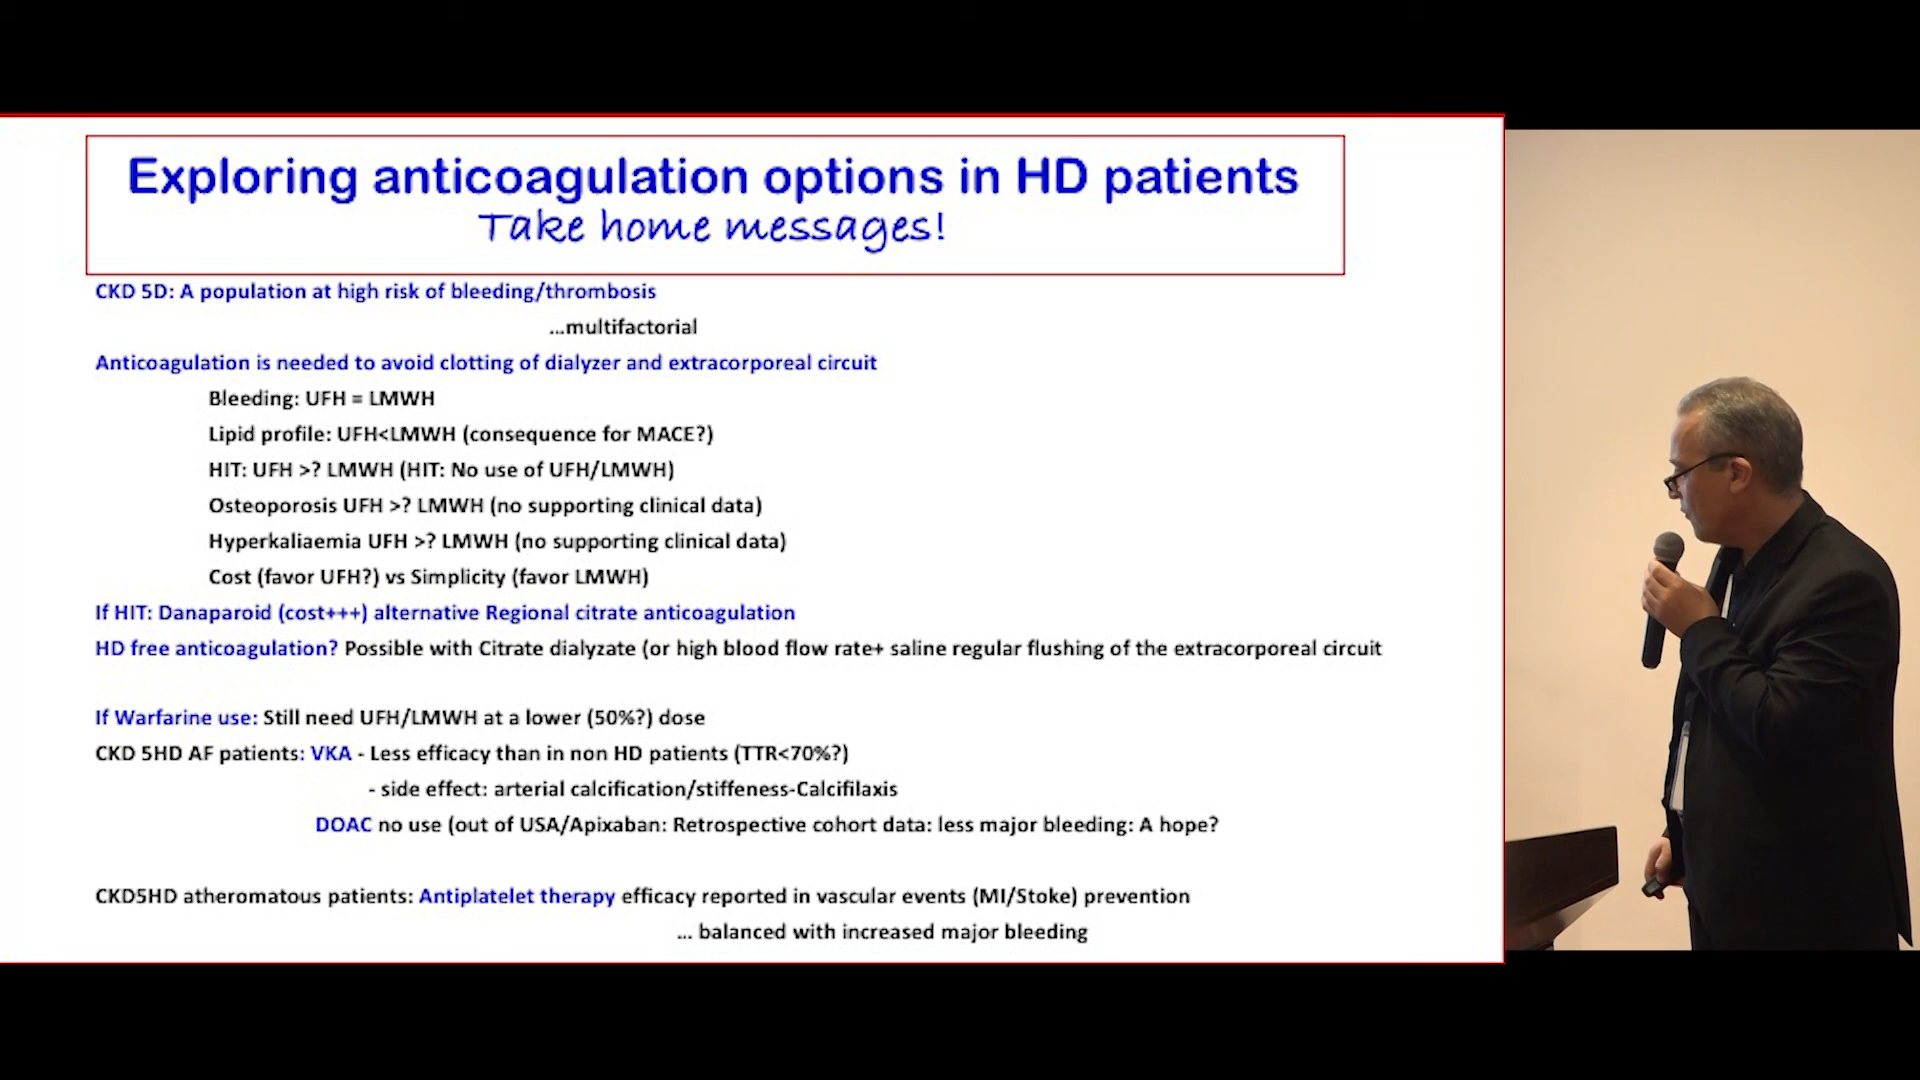 Exploring anticoagulation options in HD patients
Take home messages!
CKD 5D: A population at high risk of bleeding/thrombosis
...multifactorial
Anticoagulation is needed to avoid clotting of dialyzer and extracorporeal circuit
Bleeding: UFH = LMWH
Lipid profile: UFH<LMWH (consequence for MACE?)
HIT: UFH >? LMWH (HIT: No use of UFH/LMWH)
Osteoporosis UFH >? LMWH (no supporting clinical data)
Hyperkaliaemia UFH >? LMWH (no supporting clinical data)
Cost (favor UFH?) vs Simplicity (favor LMWH)
If HIT: Danaparoid (cost+++) alternative Regional citrate anticoagulation
HD free anticoagulation? Possible with Citrate dialyzate (or high blood flow rate+ saline regular flushing of the extracorporeal circuit
If Warfarine use: Still need UFH/LMWH at a lower (50%?) dose
CKD 5HD AF patients: VKA - Less efficacy than in non HD patients (TTR<70%?)
- side effect: arterial calcification/stiffeness-Calcifilaxis
DOAC no use (out of USA/Apixaban: Retrospective cohort data: less major bleeding: A hope?
CKD5HD atheromatous patients: Antiplatelet therapy efficacy reported in vascular events (MI/Stoke) prevention
... balanced with increased major bleeding